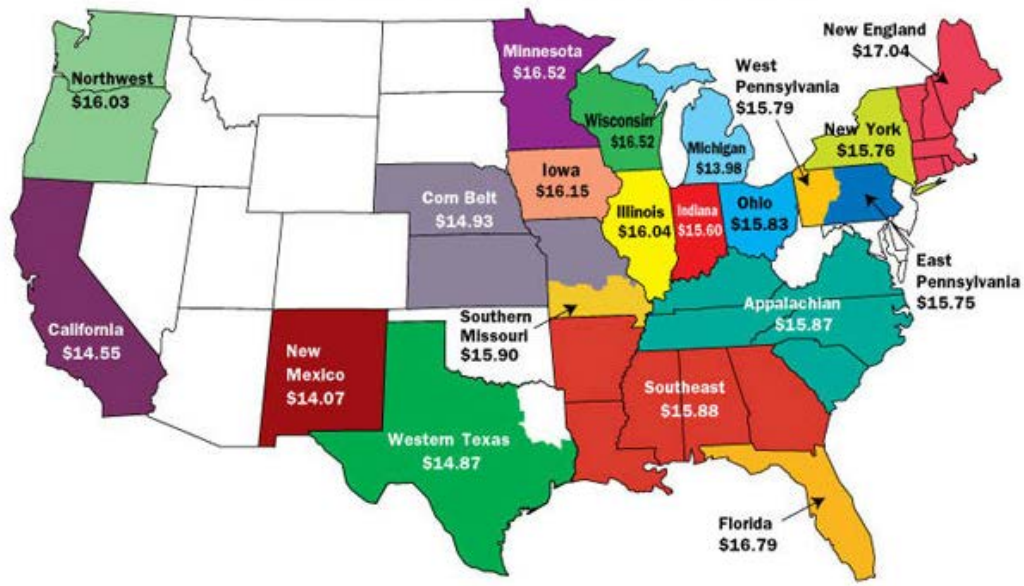 New England
$17.04
Minnesota
$16.52
West
Pennsylvania
$15.79
Northwest
$16.03
Wisconsin
$16.52
New York
$15.76
Michigan
$13.98
Iowa
$16.15
Corn Belt
$14.93
Illinois
$16.04
Indiana
$15.60
Ohio
$15.83
East
Pennsylvania
$15.75
Appalachian
$15.87
Southern
Missouri
$15.90
California
$14.55
New
Mexico
$14.07
Southeast
$15.88
Western Texas
$14.87
Florida
$16.79